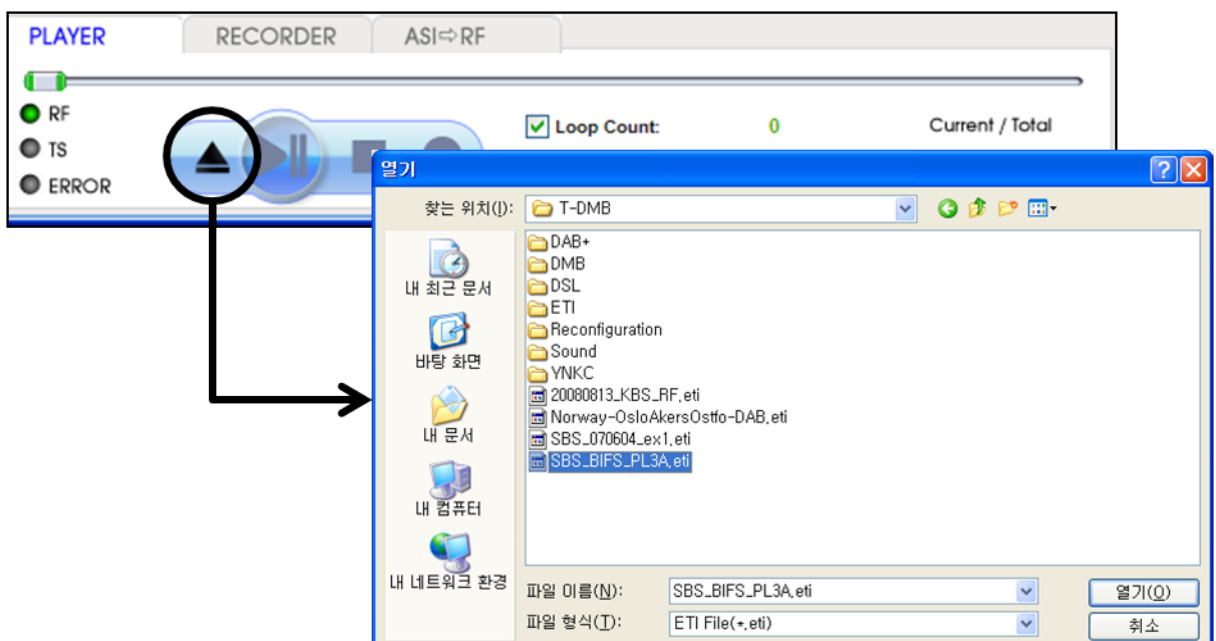 PLAYER RECORDER ASI⇨RF
RF
TS
ERROR
Loop Count: 0 Current / Total
열기
찾는 위치(I): T-DMB
내 최근 문서
바탕 화면
내 문서
내 컴퓨터
내 네트워크 환경
DAB+
DMB
DSL
ETI
Reconfiguration
Sound
YNKC
20080813_KBS_RF.eti
Norway-OsloAkersOstfo-DAB.eti
SBS_070604_ex1.eti
SBS_BIFS_PL3A.eti
파일 이름(N): SBS_BIFS_PL3A.eti 열기(O)
파일 형식(T): ETI File(*.eti) 취소